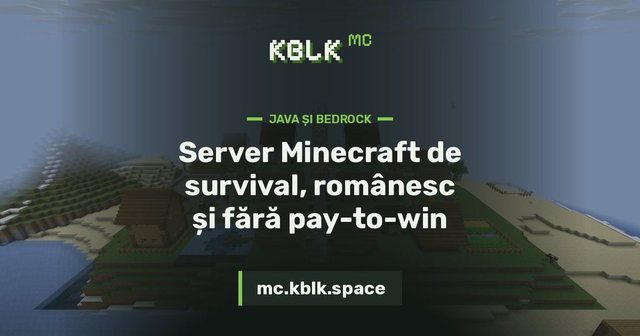 KBLK MC
JAVA ȘI BEDROCK
Server Minecraft de
survival, românesc
și fără pay-to-win
mc.kblk.space